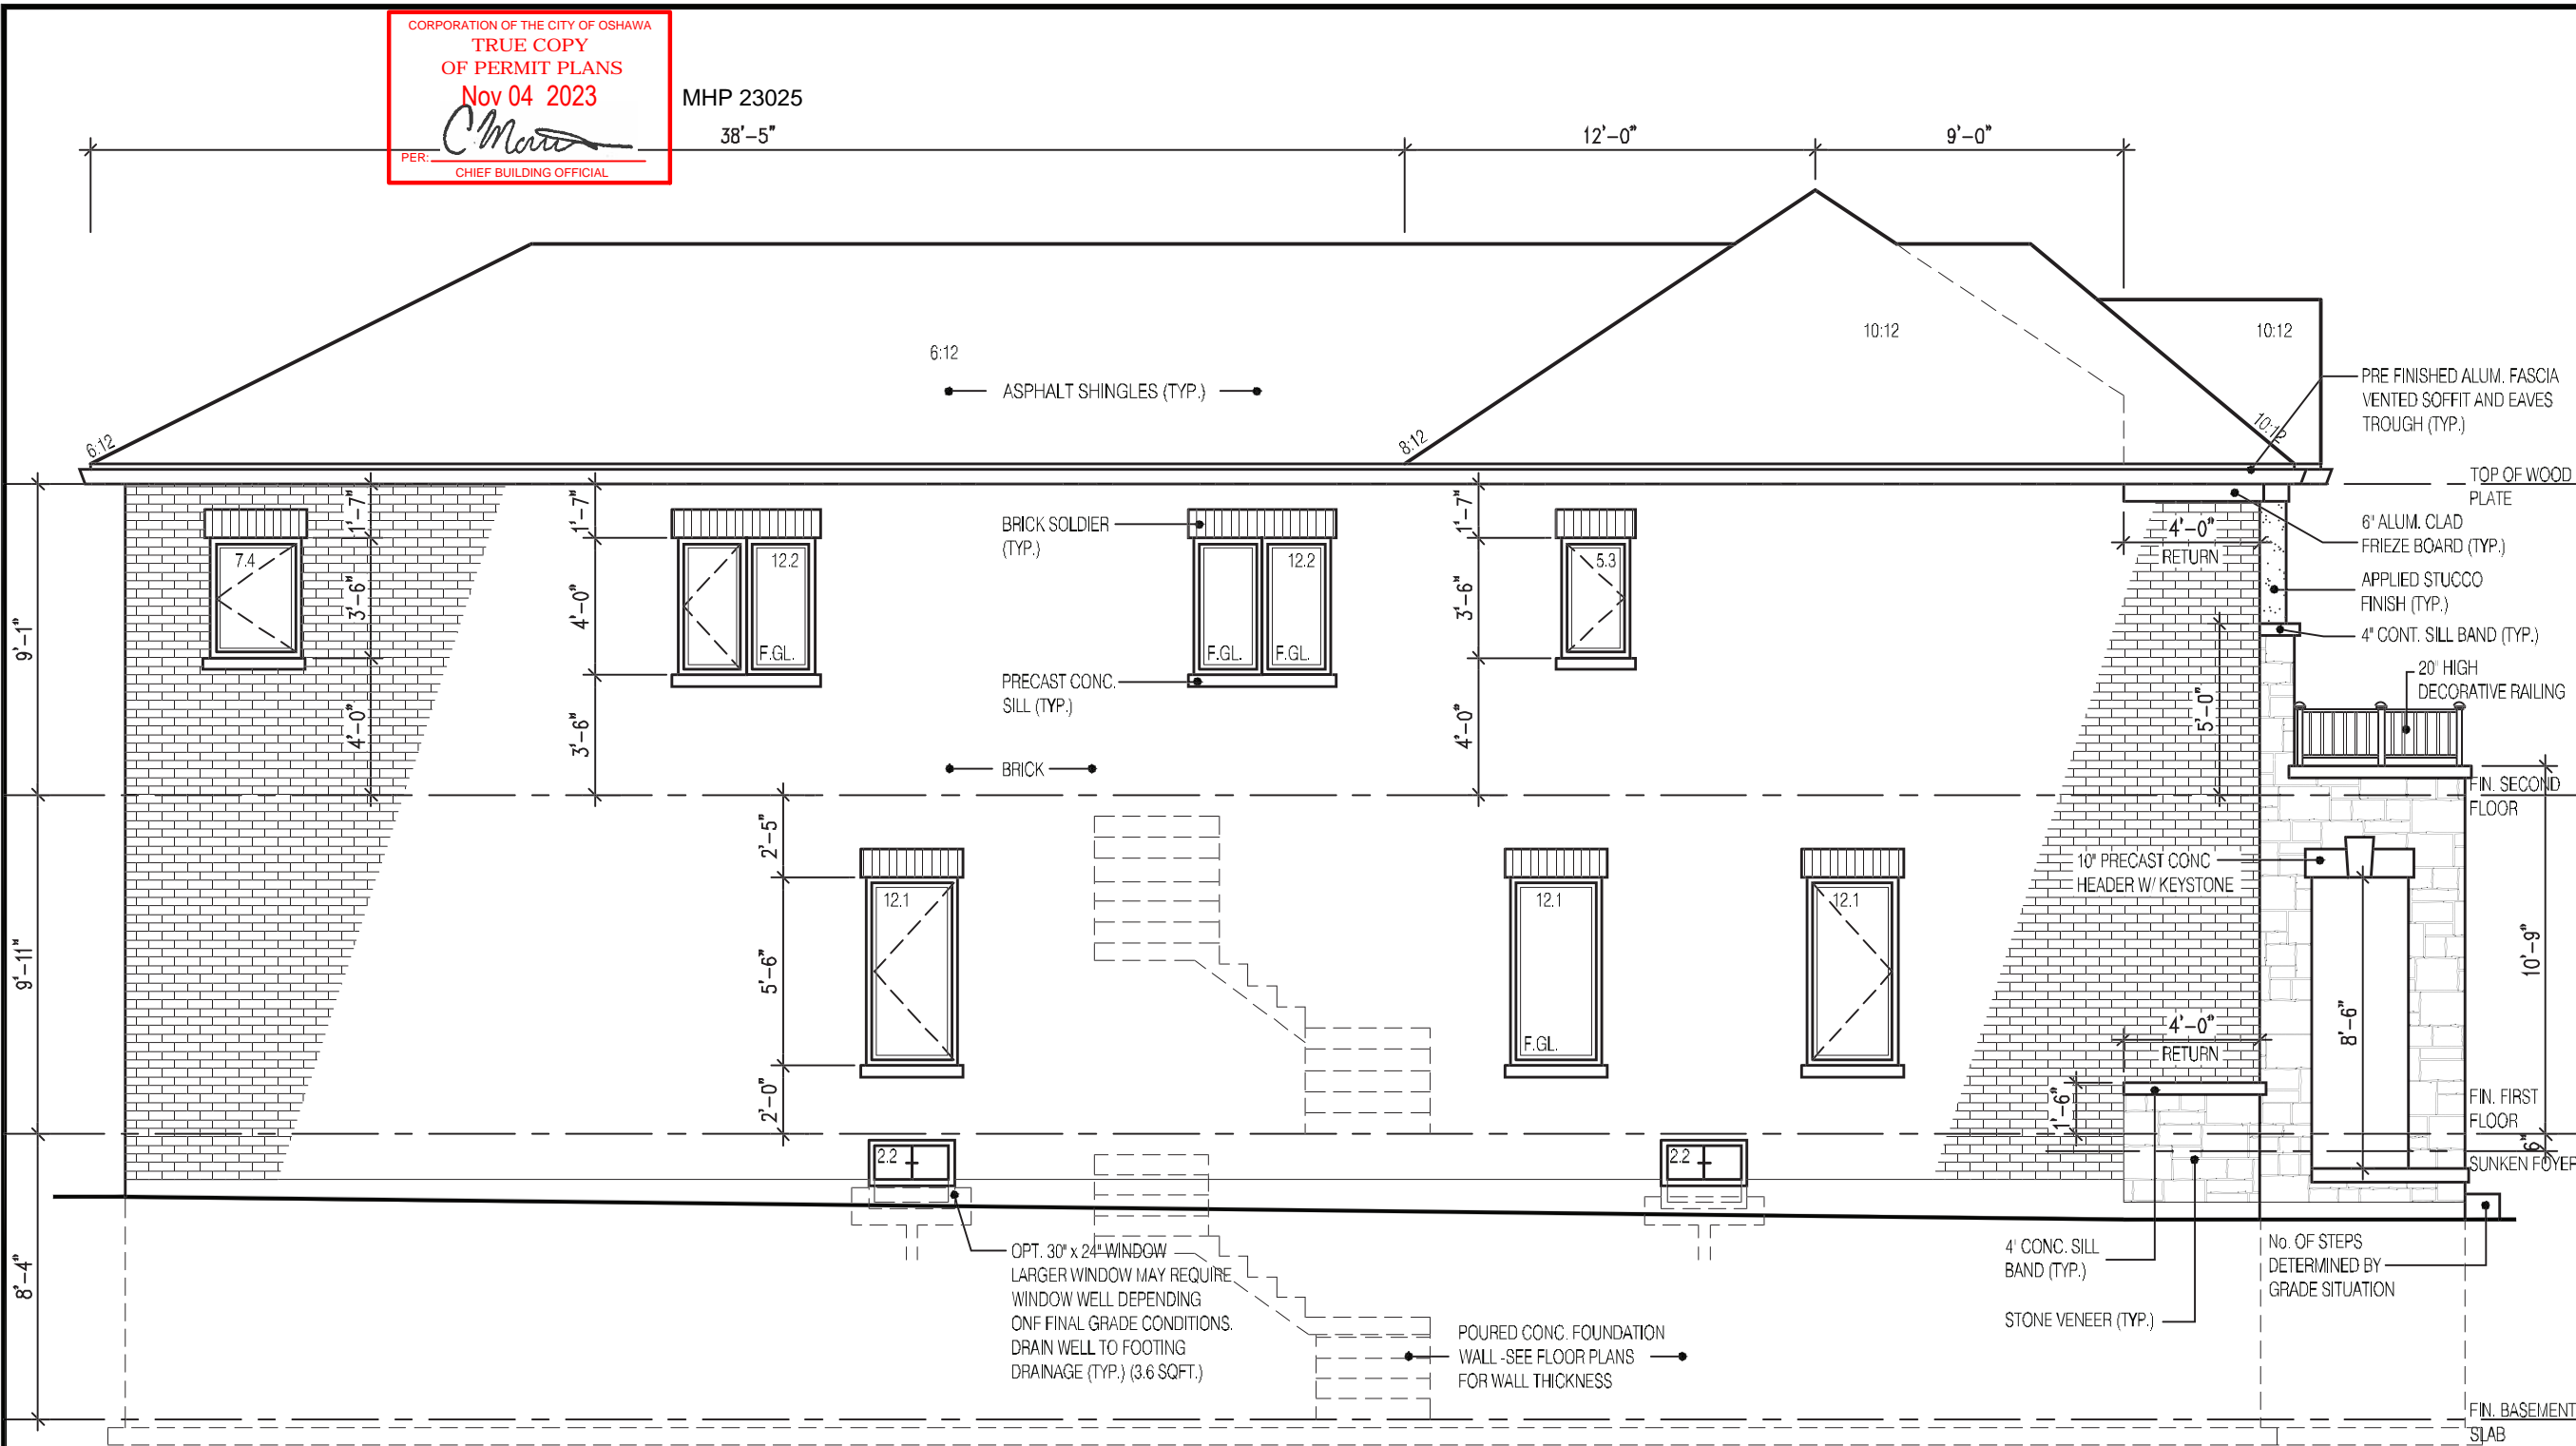 CORPORATION OF THE CITY OF OSHAWA
TRUE COPY
OF PERMIT PLANS
Nov 04 2023
PER:
CHIEF BUILDING OFFICIAL
MHP 23025
38'-5"
12'-0"
9'-0"
6:12
10:12
10:12
ASPHALT SHINGLES (TYP.)
6:12
8:12
10:12
PRE FINISHED ALUM. FASCIA
VENTED SOFFIT AND EAVES
TROUGH (TYP.)
TOP OF WOOD
PLATE
6" ALUM. CLAD
FRIEZE BOARD (TYP.)
APPLIED STUCCO
FINISH (TYP.)
4" CONT. SILL BAND (TYP.)
20" HIGH
DECORATIVE RAILING
9'-1"
7.4
1'-7"
3'-6"
4'-0"
1'-7"
4'-0"
3'-6"
12.2
BRICK SOLDIER
(TYP.)
PRECAST CONC.
SILL (TYP.)
BRICK
F.GL.
12.2
F.GL.
F.GL.
1'-7"
3'-6"
4'-0"
5.3
4'-0"
RETURN
5'-0"
FIN. SECOND
FLOOR
9'-11"
2'-5"
5'-6"
2'-0"
12.1
12.1
F.GL.
12.1
10" PRECAST CONC
HEADER W/ KEYSTONE
8'-6"
10'-9"
4'-0"
RETURN
1'-6"
FIN. FIRST
FLOOR
6"
SUNKEN FOYER
2.2
2.2
8'-4"
OPT. 30" x 24" WINDOW
LARGER WINDOW MAY REQUIRE
WINDOW WELL DEPENDING
ONF FINAL GRADE CONDITIONS.
DRAIN WELL TO FOOTING
DRAINAGE (TYP.) (3.6 SQFT.)
POURED CONC. FOUNDATION
WALL -SEE FLOOR PLANS
FOR WALL THICKNESS
4" CONC. SILL
BAND (TYP.)
STONE VENEER (TYP.)
No. OF STEPS
DETERMINED BY
GRADE SITUATION
FIN. BASEMENT
SLAB